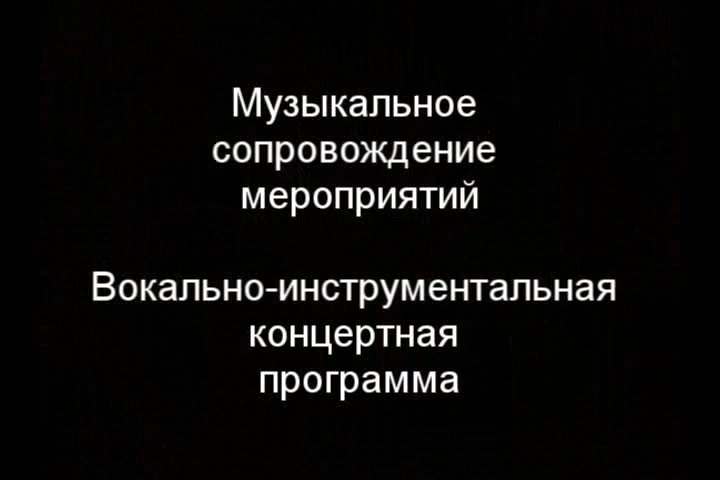 Музыкальное
сопровождение
мероприятий
Вокально-инструментальная
концертная
программа